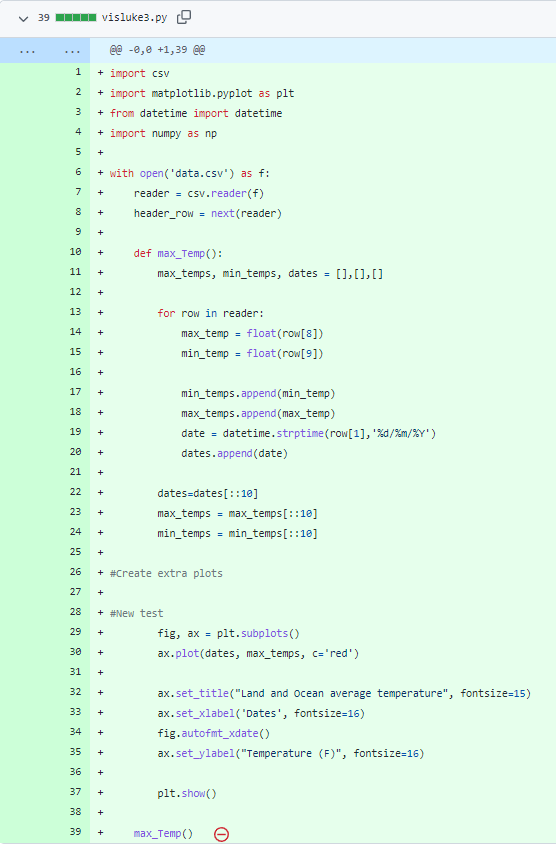 39 visluke3.py
... ... @@ -0,0 +1,39 @@
1 + import csv
2 + import matplotlib.pyplot as plt
3 + from datetime import datetime
4 + import numpy as np
5 +
6 + with open('data.csv') as f:
7 +     reader = csv.reader(f)
8 +     header_row = next(reader)
9 +
10 +     def max_Temp():
11 +         max_temps, min_temps, dates = [],[],[]
12 +
13 +         for row in reader:
14 +             max_temp = float(row[8])
15 +             min_temp = float(row[9])
16 +
17 +             min_temps.append(min_temp)
18 +             max_temps.append(max_temp)
19 +             date = datetime.strptime(row[1],'%d/%m/%Y')
20 +             dates.append(date)
21 +
22 +         dates=dates[::10]
23 +         max_temps = max_temps[::10]
24 +         min_temps = min_temps[::10]
25 +
26 + #Create extra plots
27 +
28 + #New test
29 +         fig, ax = plt.subplots()
30 +         ax.plot(dates, max_temps, c='red')
31 +
32 +         ax.set_title("Land and Ocean average temperature", fontsize=15)
33 +         ax.set_xlabel('Dates', fontsize=16)
34 +         fig.autofmt_xdate()
35 +         ax.set_ylabel("Temperature (F)", fontsize=16)
36 +
37 +         plt.show()
38 +
39 +     max_Temp()